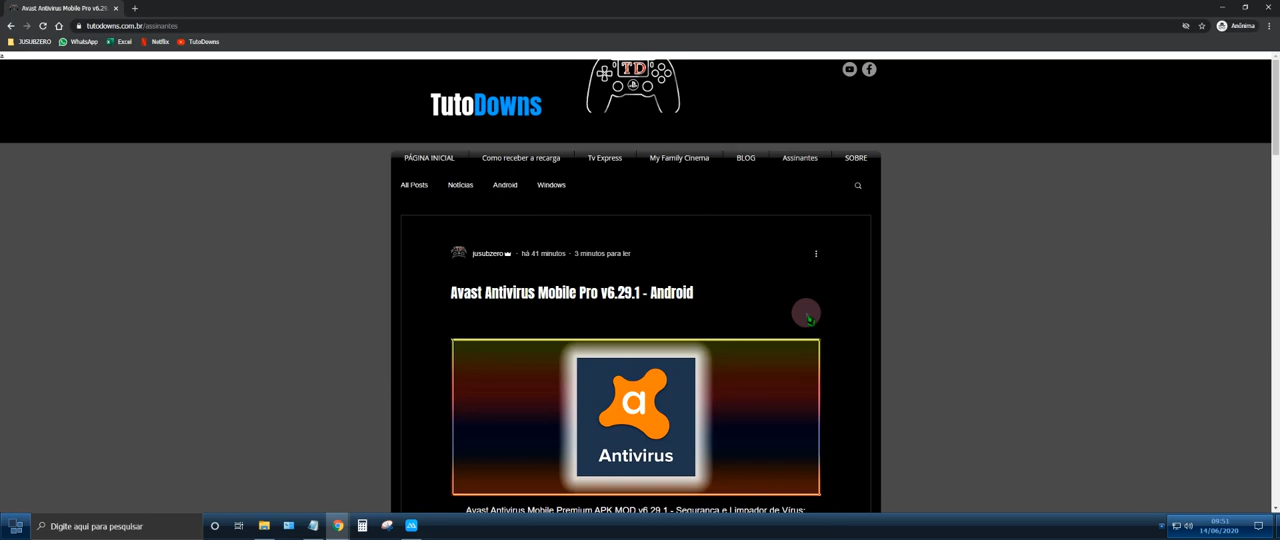 Avast Antivirus Mobile Pro v6.29
tutodowns.com.br/assinantes
Anônima
JUSUBZERO WhatsApp Excel Netflix TutoDowns
a
TD
TutoDowns
PÁGINA INICIAL Como receber a recarga Tv Express My Family Cinema BLOG Assinantes SOBRE
All Posts Notícias Android Windows
jusubzero · há 41 minutos · 3 minutos para ler
Avast Antivirus Mobile Pro v6.29.1 - Android
a
Antivirus
Avast Antivirus Mobile Premium APK MOD v6.29.1 - Segurança e Limpador de Vírus:
Digite aqui para pesquisar
09:51
14/06/2020